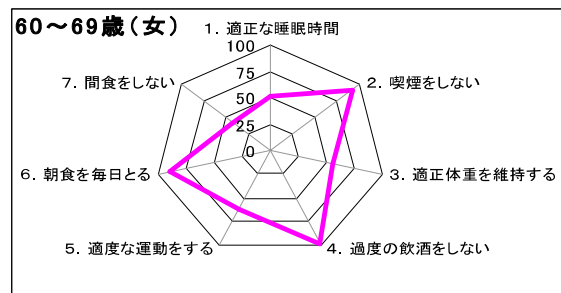 60～69歳（女）
1. 適正な睡眠時間
100
75
50
25
0
2. 喫煙をしない
3. 適正体重を維持する
4. 過度の飲酒をしない
5. 適度な運動をする
6. 朝食を毎日とる
7. 間食をしない